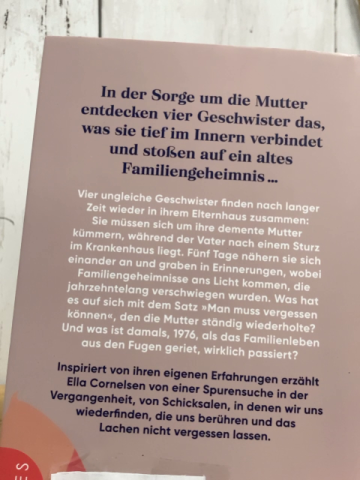 In der Sorge um die Mutter
entdecken vier Geschwister das,
was sie tief im Innern verbindet
und stoßen auf ein altes
Familiengeheimnis ...
Vier ungleiche Geschwister finden nach langer
Zeit wieder in ihrem Elternhaus zusammen:
Sie müssen sich um ihre demente Mutter
kümmern, während der Vater nach einem Sturz
im Krankenhaus liegt. Fünf Tage nähern sie sich
einander an und graben in Erinnerungen, wobei
Familiengeheimnisse ans Licht kommen, die
jahrzehntelang verschwiegen wurden. Was hat
es auf sich mit dem Satz »Man muss vergessen
können«, den die Mutter ständig wiederholte?
Und was ist damals, 1976, als das Familienleben
aus den Fugen geriet, wirklich passiert?
Inspiriert von ihren eigenen Erfahrungen erzählt
Ella Cornelsen von einer Spurensuche in der
Vergangenheit, von Schicksalen, in denen wir uns
wiederfinden, die uns berühren und das
Lachen nicht vergessen lassen.